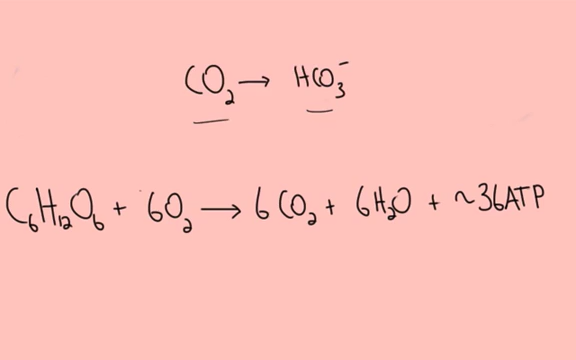 CO₂ → HCO₃⁻
C₆H₁₂O₆ + 6O₂ → 6CO₂ + 6H₂O + ~36ATP